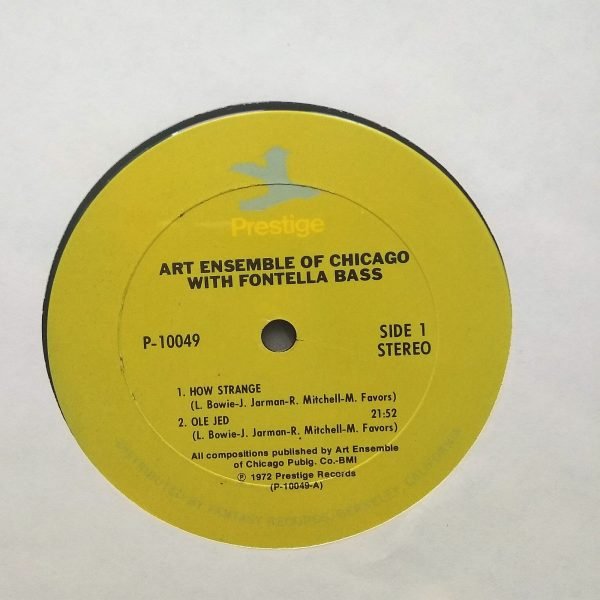 Prestige
ART ENSEMBLE OF CHICAGO
WITH FONTELLA BASS
P-10049
SIDE 1
STEREO
1. HOW STRANGE
(L. Bowie-J. Jarman-R. Mitchell-M. Favors)
2. OLE JED 21:52
(L. Bowie-J. Jarman-R. Mitchell-M. Favors)
All compositions published by Art Ensemble
of Chicago Pubig. Co.-BMI
℗ 1972 Prestige Records
(P-10049-A)
DISTRIBUTED BY FANTASY RECORDS, BERKELEY, CALIFORNIA